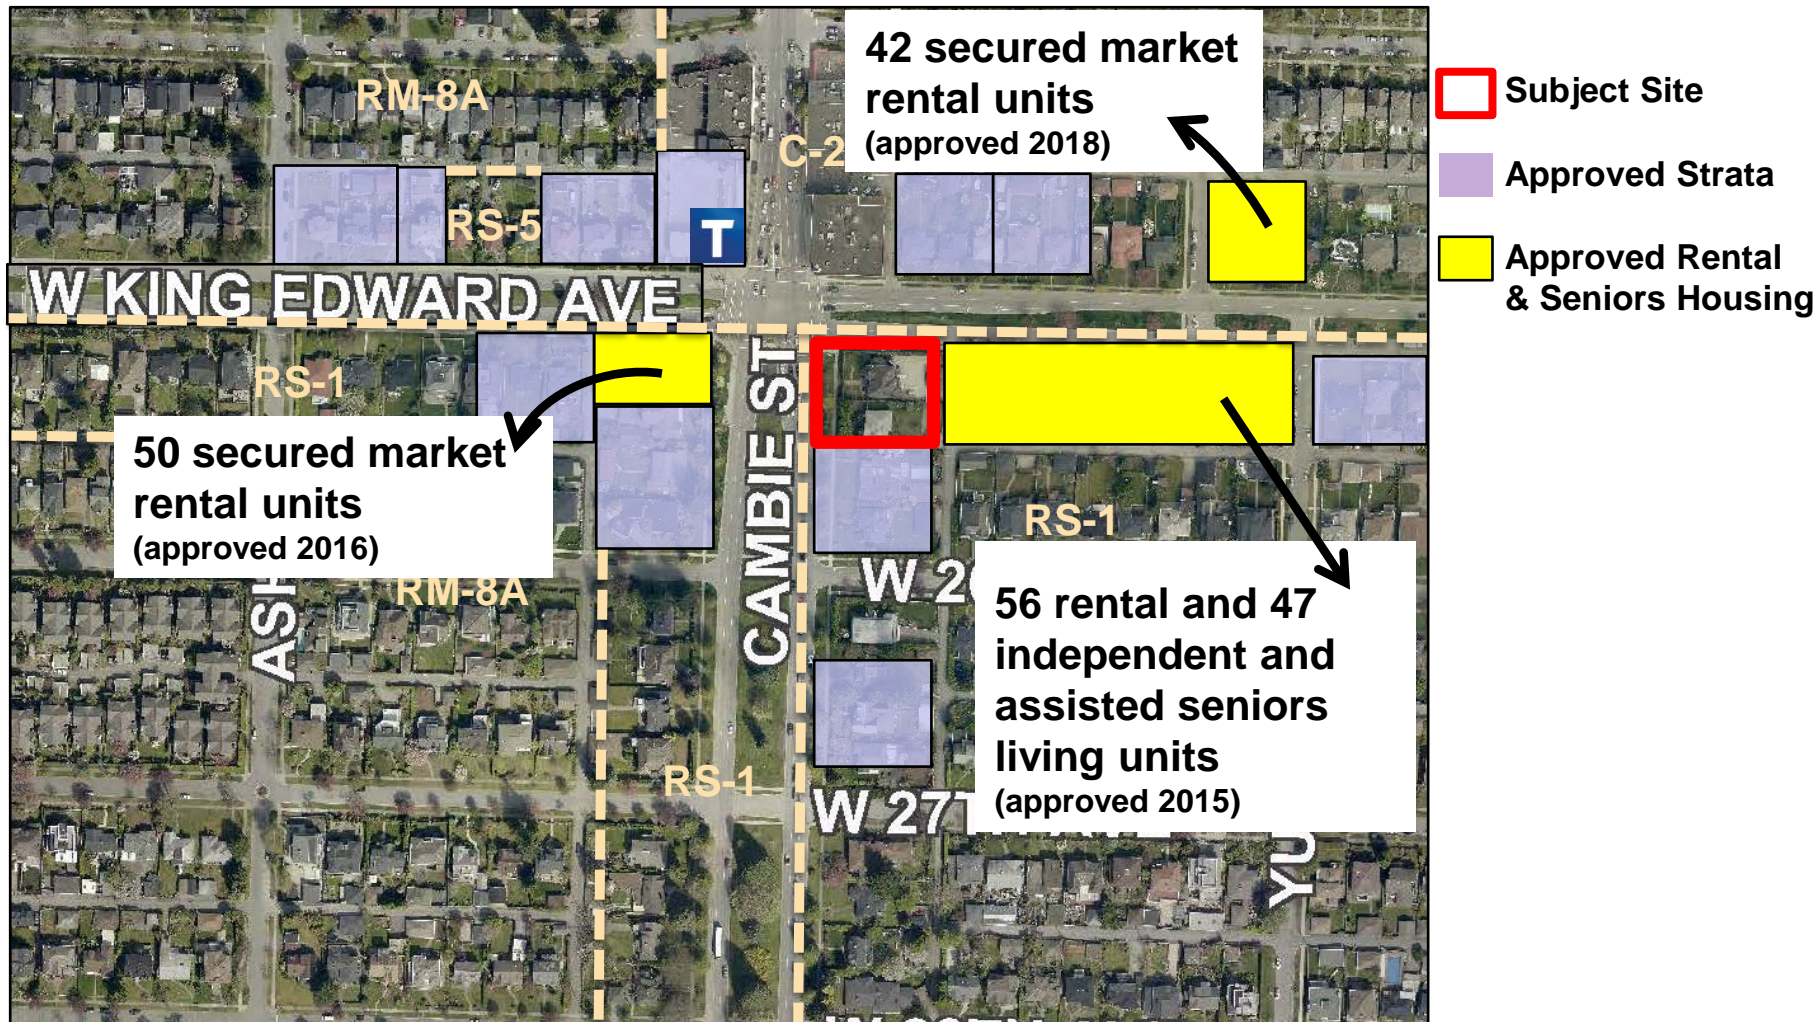 42 secured market
rental units
(approved 2018)
RM-8A
C-2
RS-5
T
W KING EDWARD AVE
RS-1
50 secured market
rental units
(approved 2016)
CAMBIE ST
RS-1
RM-8A
56 rental and 47
independent and
assisted seniors
living units
(approved 2015)
RS-1
Subject Site
Approved Strata
Approved Rental
& Seniors Housing